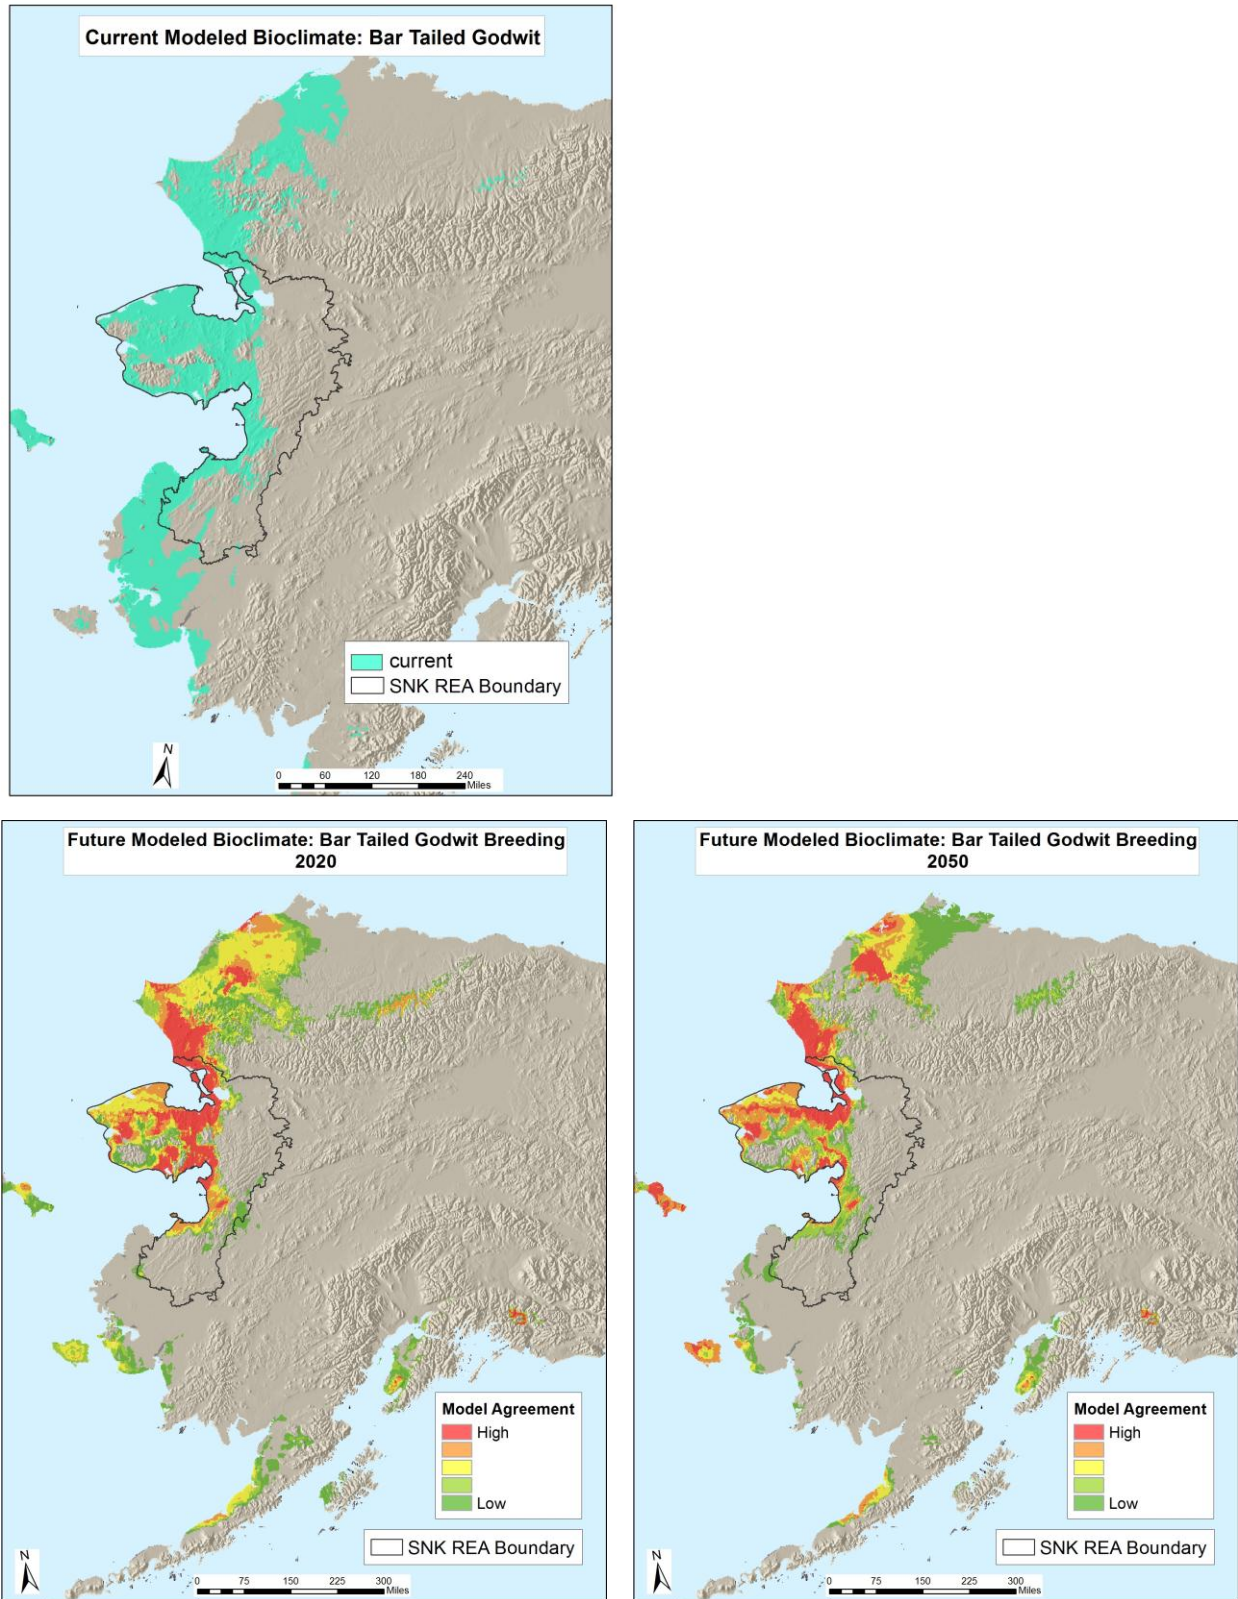 Current Modeled Bioclimate: Bar Tailed Godwit
current
SNK REA Boundary
N
0 60 120 180 240
Miles
Future Modeled Bioclimate: Bar Tailed Godwit Breeding
2020
Model Agreement
High
Low
SNK REA Boundary
N
0 75 150 225 300
Miles
Future Modeled Bioclimate: Bar Tailed Godwit Breeding
2050
Model Agreement
High
Low
SNK REA Boundary
N
0 75 150 225 300
Miles